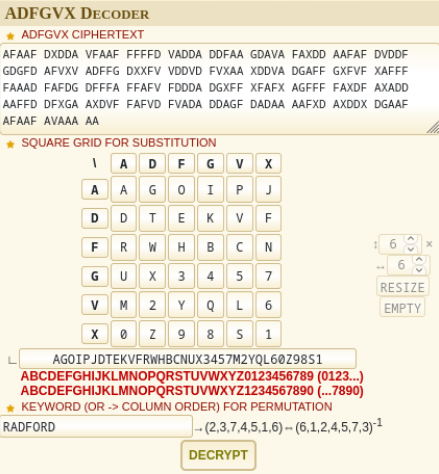 ADFGVX DECODER
★ ADFGVX CIPHERTEXT
AFAAF DXDDA VFAAF FFFFD VADDA DDFAA GDAVA FAXDD AAFAF DVDDF
GDGFD AFVXV ADFFG DXXFV VDDVD FVXAA XDDVA DGAFF GXFVF XAFFF
FAAAD FAFDG DFFFA FFAFV FDDDA DGXFF XFAFX AGFFF FAXDF AXADD
AAFFD DFXGA AXDVF FAFVD FVADA DDAGF DADAA AAFXD AXDDX DGAAF
AFAAF AVAAA AA
★ SQUARE GRID FOR SUBSTITUTION
\ A D F G V X
A A G O I P J
D D T E K V F
F R W H B C N
G U X 3 4 5 7
V M 2 Y Q L 6
X 0 Z 9 8 S 1
↕ 6 ×
↔ 6
RESIZE
EMPTY
AGOIPJDTEKVFRWHBCNUX3457M2YQL60Z98S1
ABCDEFGHIJKLMNOPQRSTUVWXYZ0123456789 (0123...)
ABCDEFGHIJKLMNOPQRSTUVWXYZ1234567890 (...7890)
★ KEYWORD (OR -> COLUMN ORDER) FOR PERMUTATION
RADFORD →(2,3,7,4,5,1,6)↔(6,1,2,4,5,7,3)⁻¹
DECRYPT